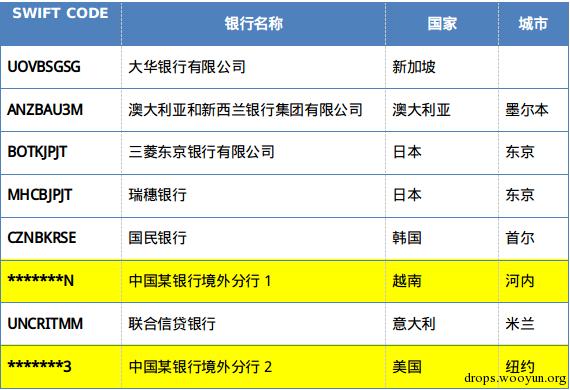 SWIFT CODE 银行名称 国家 城市
UOVBSGSG 大华银行有限公司 新加坡
ANZBAU3M 澳大利亚和新西兰银行集团有限公司 澳大利亚 墨尔本
BOTKJPJT 三菱东京银行有限公司 日本 东京
MHCBJPJT 瑞穗银行 日本 东京
CZNBKRSE 国民银行 韩国 首尔
*******N 中国某银行境外分行 1 越南 河内
UNCRITMM 联合信贷银行 意大利 米兰
*******3 中国某银行境外分行 2 美国 纽约
drops.wooyun.org